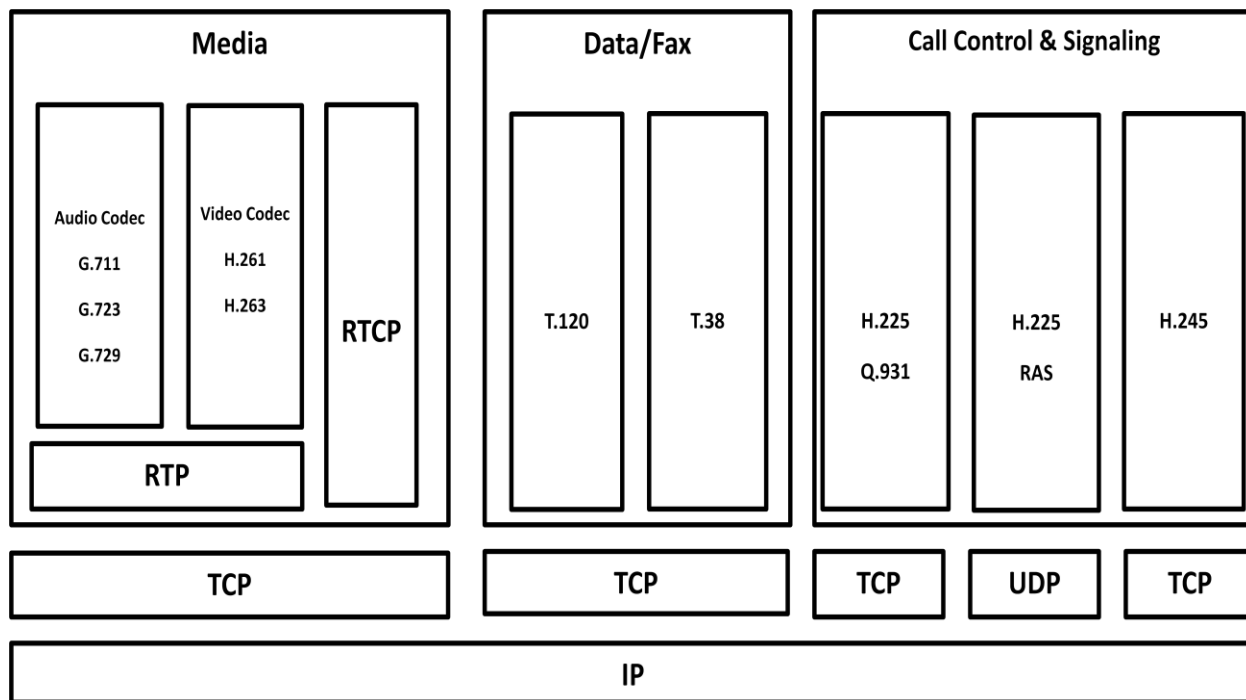 Media
Audio Codec
G.711
G.723
G.729
Video Codec
H.261
H.263
RTCP
RTP
Data/Fax
T.120
T.38
Call Control & Signaling
H.225
Q.931
H.225
RAS
H.245
TCP
TCP
TCP
UDP
TCP
IP